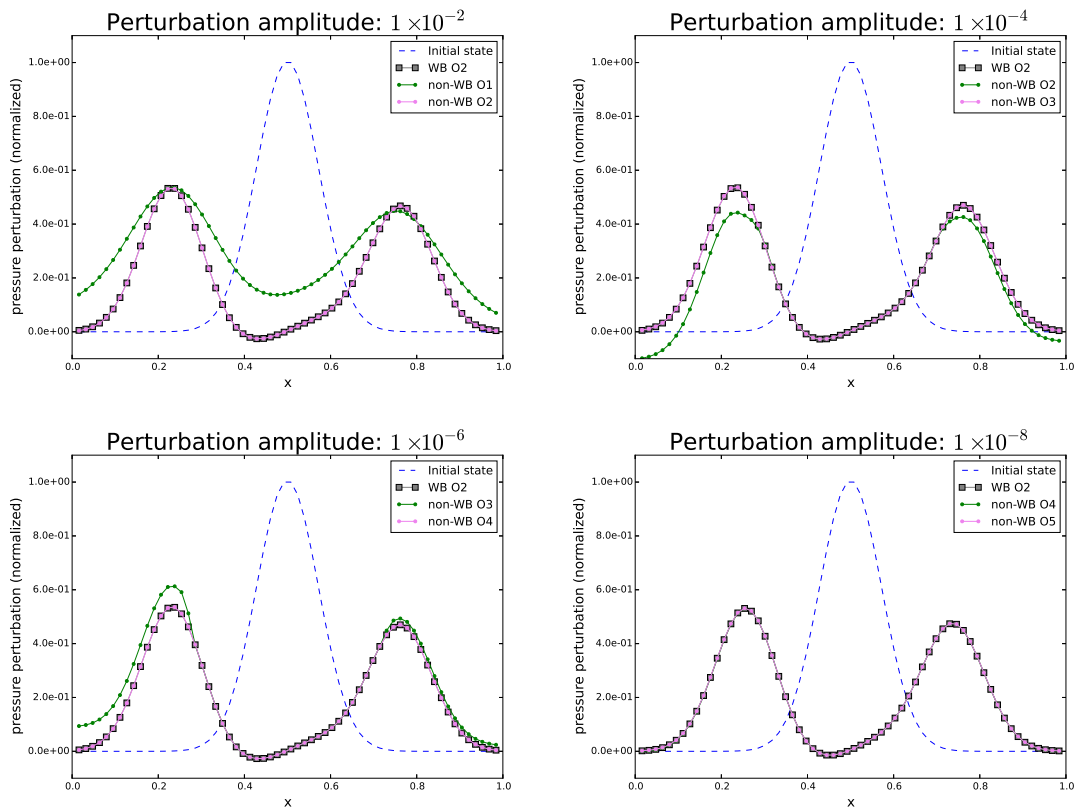 Perturbation amplitude: 1 ×10⁻²
Initial state
WB O2
non-WB O1
non-WB O2
pressure perturbation (normalized)
1.0e+00
8.0e-01
6.0e-01
4.0e-01
2.0e-01
0.0e+00
0.0 0.2 0.4 0.6 0.8 1.0
x
Perturbation amplitude: 1 ×10⁻⁴
Initial state
WB O2
non-WB O2
non-WB O3
pressure perturbation (normalized)
1.0e+00
8.0e-01
6.0e-01
4.0e-01
2.0e-01
0.0e+00
0.0 0.2 0.4 0.6 0.8 1.0
x
Perturbation amplitude: 1 ×10⁻⁶
Initial state
WB O2
non-WB O3
non-WB O4
pressure perturbation (normalized)
1.0e+00
8.0e-01
6.0e-01
4.0e-01
2.0e-01
0.0e+00
0.0 0.2 0.4 0.6 0.8 1.0
x
Perturbation amplitude: 1 ×10⁻⁸
Initial state
WB O2
non-WB O4
non-WB O5
pressure perturbation (normalized)
1.0e+00
8.0e-01
6.0e-01
4.0e-01
2.0e-01
0.0e+00
0.0 0.2 0.4 0.6 0.8 1.0
x